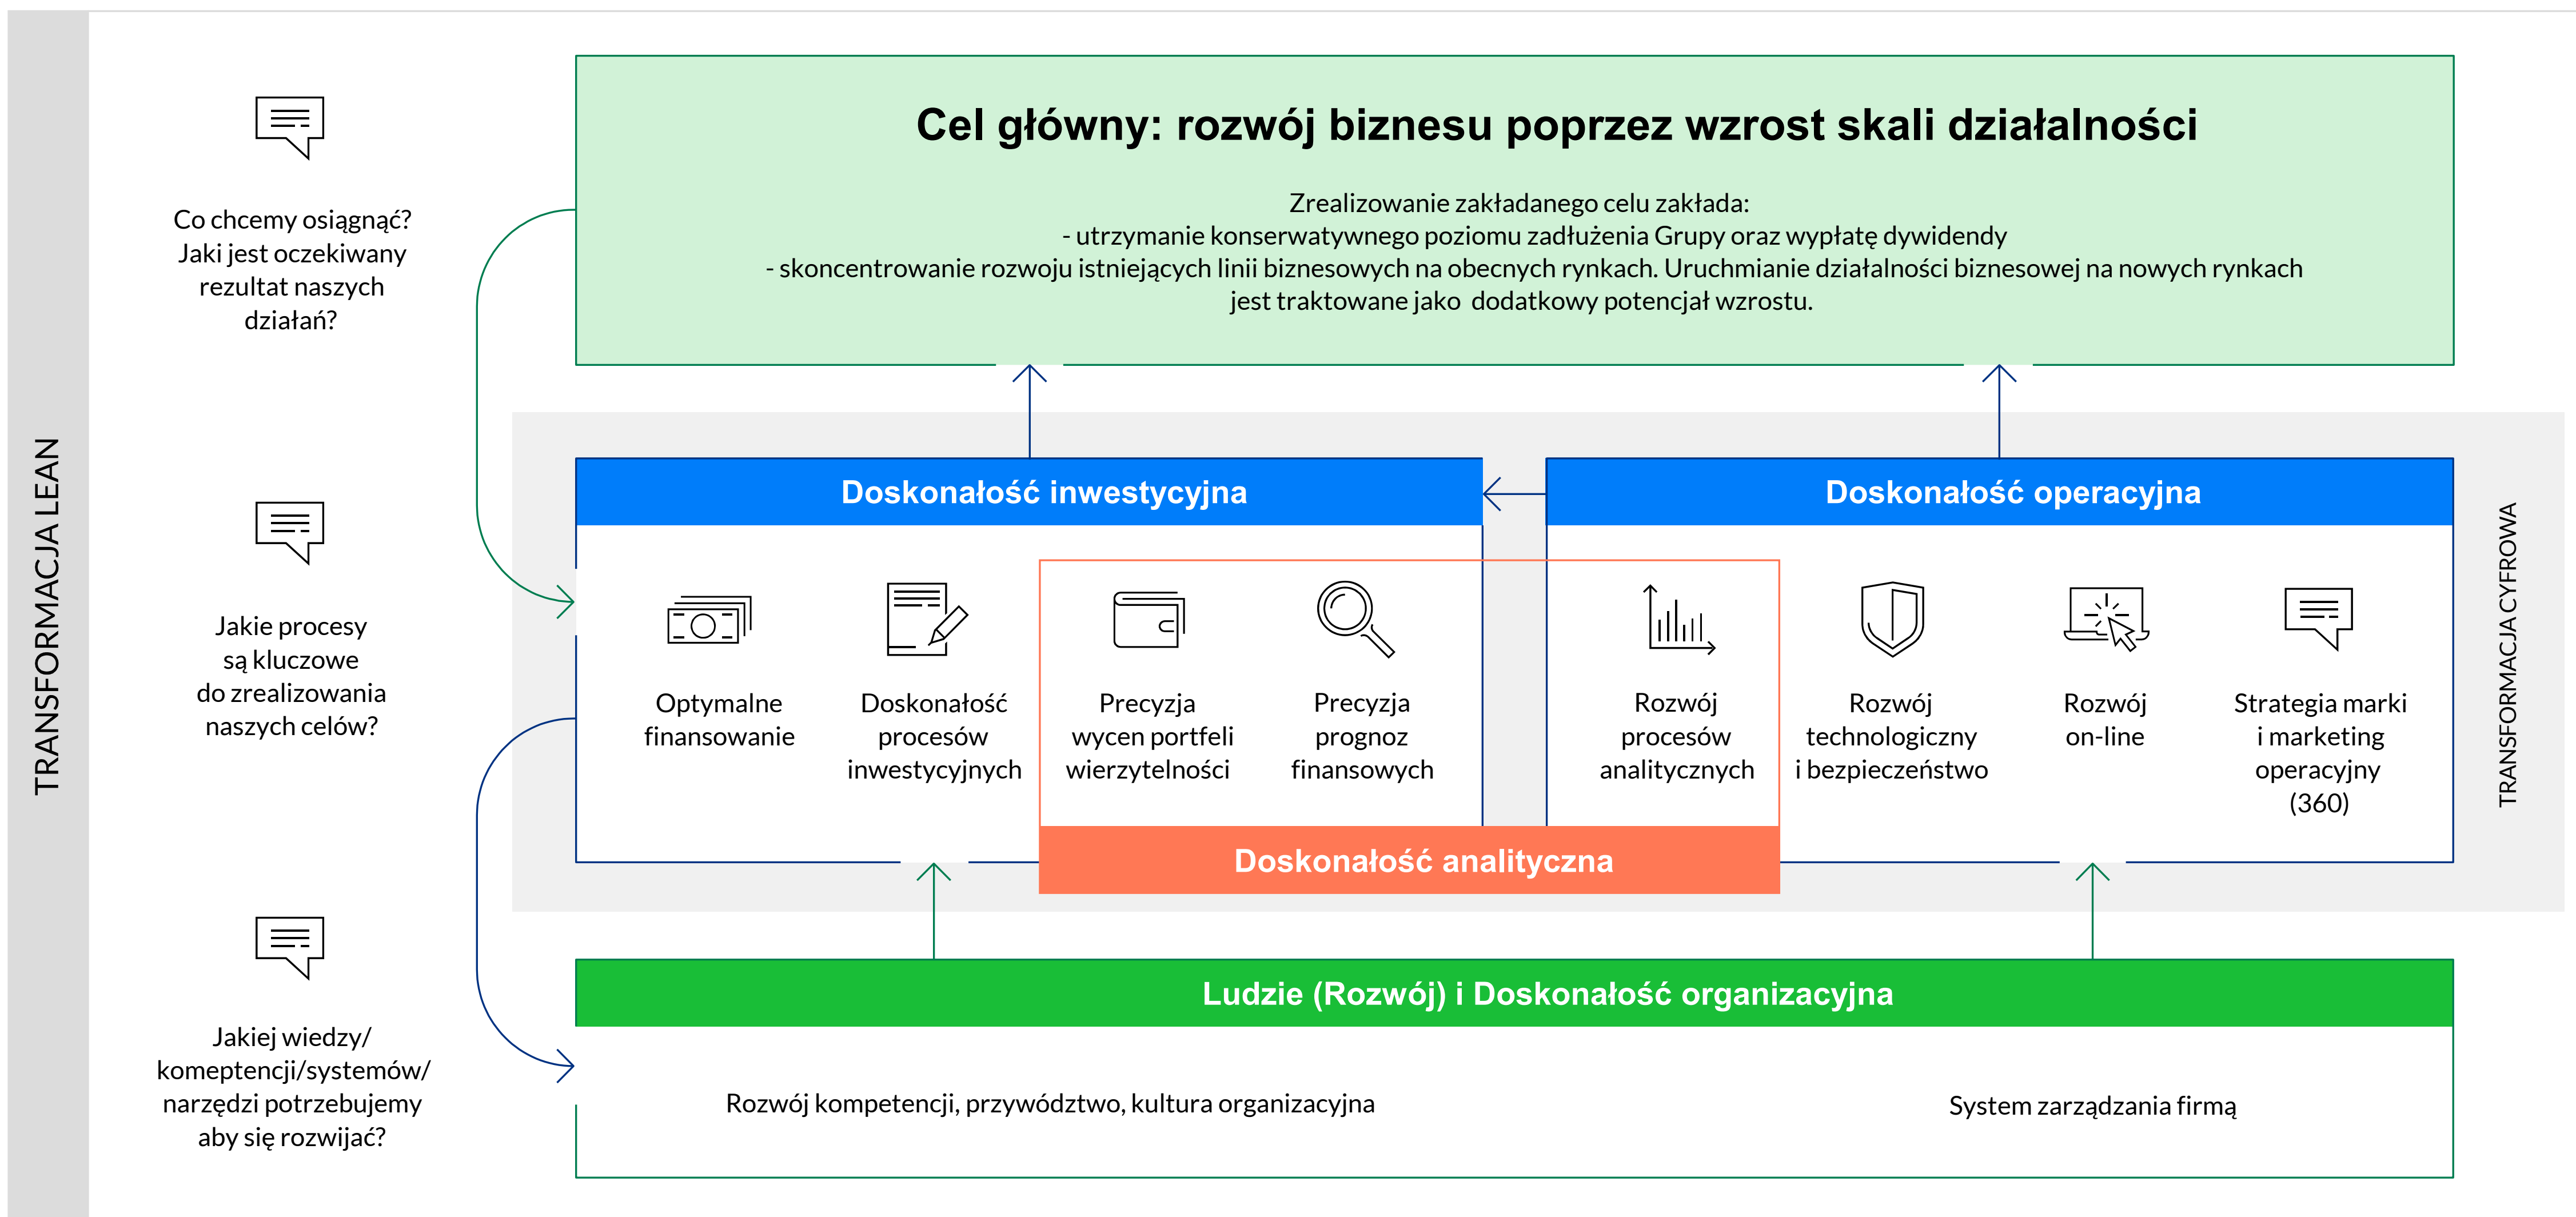 TRANSFORMACJA LEAN
Co chcemy osiągnąć?
Jaki jest oczekiwany
rezultat naszych
działań?
Cel główny: rozwój biznesu poprzez wzrost skali działalności
Zrealizowanie zakładanego celu zakłada:
- utrzymanie konserwatywnego poziomu zadłużenia Grupy oraz wypłatę dywidendy
- skoncentrowanie rozwoju istniejących linii biznesowych na obecnych rynkach. Uruchmianie działalności biznesowej na nowych rynkach
jest traktowane jako dodatkowy potencjał wzrostu.
Jakie procesy
są kluczowe
do zrealizowania
naszych celów?
Doskonałość inwestycyjna
Optymalne
finansowanie
Doskonałość
procesów
inwestycyjnych
Precyzja
wycen portfeli
wierzytelności
Precyzja
prognoz
finansowych
Doskonałość operacyjna
Rozwój
procesów
analitycznych
Rozwój
technologiczny
i bezpieczeństwo
Rozwój
on-line
Strategia marki
i marketing
operacyjny
(360)
Doskonałość analityczna
TRANSFORMACJA CYFROWA
Jakiej wiedzy/
komeptencji/systemów/
narzędzi potrzebujemy
aby się rozwijać?
Ludzie (Rozwój) i Doskonałość organizacyjna
Rozwój kompetencji, przywództwo, kultura organizacyjna
System zarządzania firmą